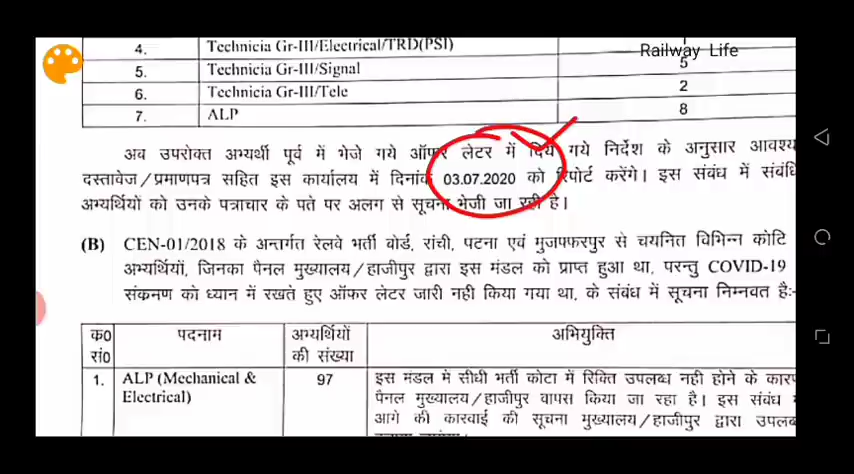 4. Technicia Gr-III/Electrical/TRD(PSI)
Railway Life
5. Technicia Gr-III/Signal 5
6. Technicia Gr-III/Tele 2
7. ALP 8
अब उपरोक्त अभ्यर्थी पूर्व में भेजे गये ऑफर लेटर में दिये गये निर्देश के अनुसार आवश्य
दस्तावेज/प्रमाणपत्र सहित इस कार्यालय में दिनांक 03.07.2020 को रिपोर्ट करेंगे। इस संबंध में संबंधि
अभ्यर्थियों को उनके पत्राचार के पते पर अलग से सूचना भेजी जा रही है।
(B) CEN-01/2018 के अन्तर्गत रेलवे भर्ती बोर्ड, रांची, पटना एवं मुजफ्फरपुर से चयनित विभिन्न कोटि
अभ्यर्थियों, जिनका पैनल मुख्यालय/हाजीपुर द्वारा इस मंडल को प्राप्त हुआ था, परन्तु COVID-19
संक्रनण को ध्यान में रखते हुए ऑफर लेटर जारी नही किया गया था, के संबंध में सूचना निम्नवत है:-
क0 सं0 पदनाम अभ्यर्थियों की संख्या अभियुक्ति
1. ALP (Mechanical & 97 इस मंडल में सीधी भर्ती कोटा में रिक्ति उपलब्ध नही होने के कारण
Electrical) पैनल मुख्यालय/हाजीपुर वापस किया जा रहा है। इस संबंध
आगे की कारवाई की सूचना मुख्यालय/हाजीपुर द्वारा उपलब्ध